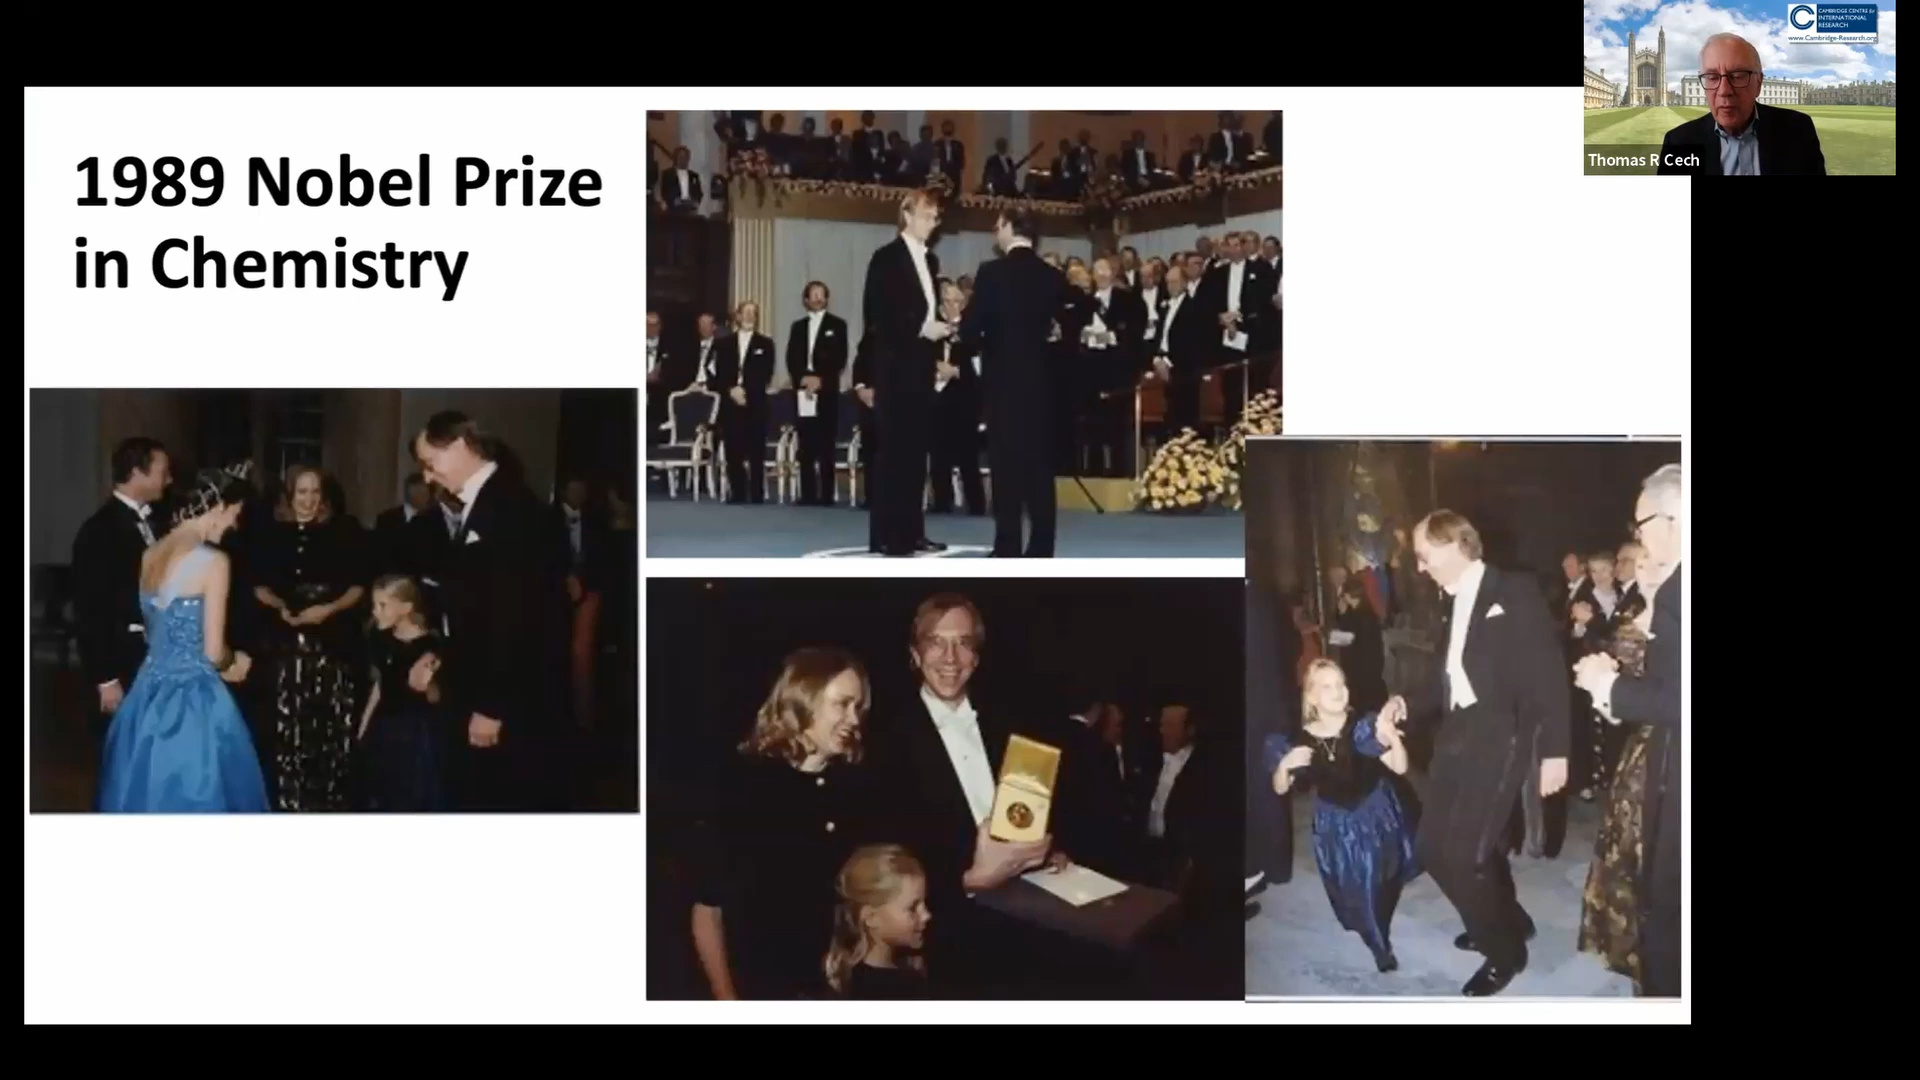 1989 Nobel Prize
in Chemistry
CAMBRIDGE CENTRE for
INTERNATIONAL
RESEARCH
www.Cambridge-Research.org
Thomas R Cech